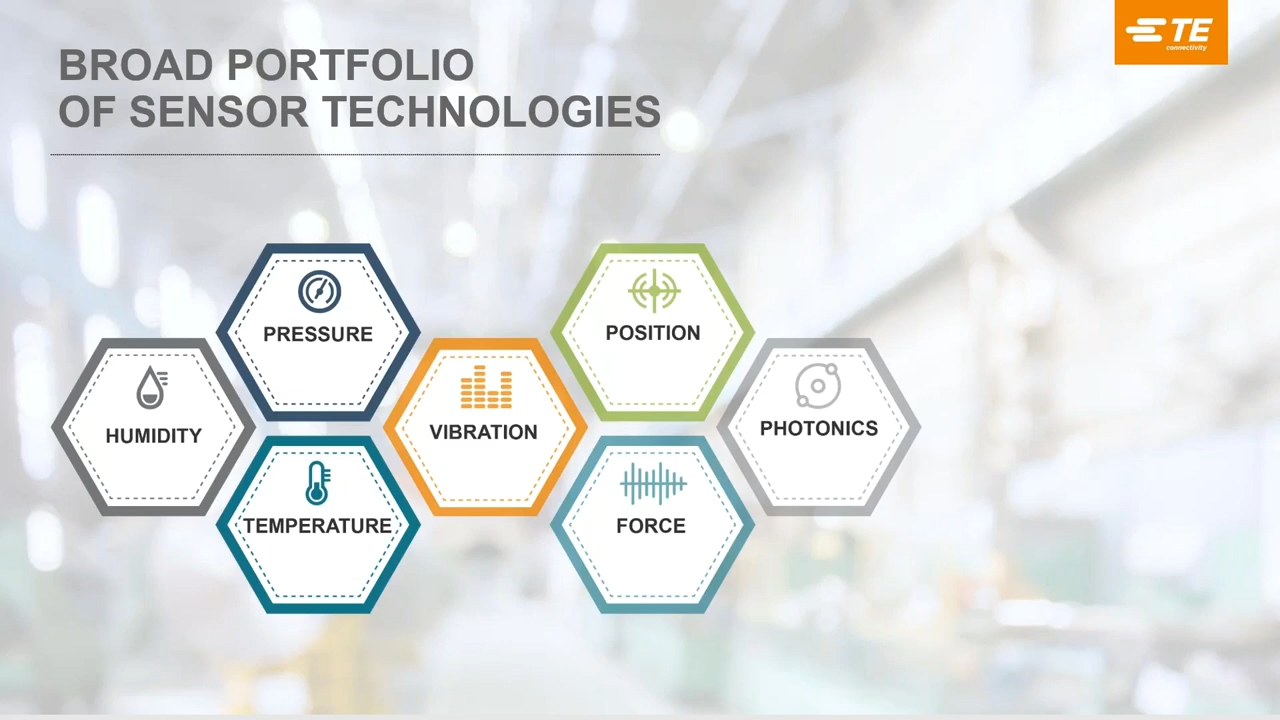 BROAD PORTFOLIO
OF SENSOR TECHNOLOGIES
TE
connectivity
PRESSURE
POSITION
HUMIDITY
VIBRATION
PHOTONICS
TEMPERATURE
FORCE